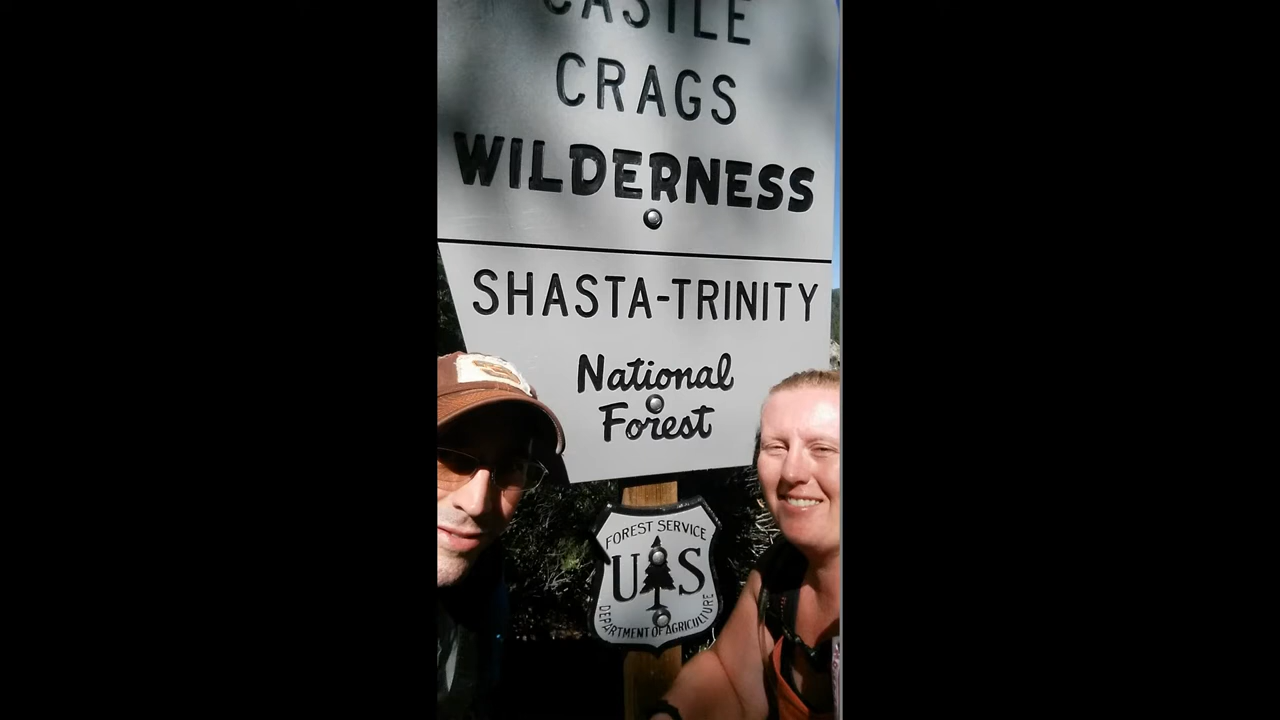 CASTLE
CRAGS
WILDERNESS
SHASTA-TRINITY
National
Forest
FOREST SERVICE
U S
DEPARTMENT OF AGRICULTURE